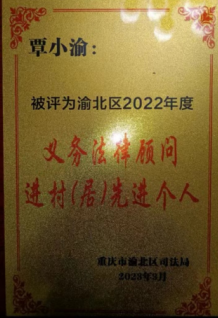 覃小渝：
被评为渝北区2022年度
义务法律顾问
进村(居)先进个人
重庆市渝北区司法局
2023年3月